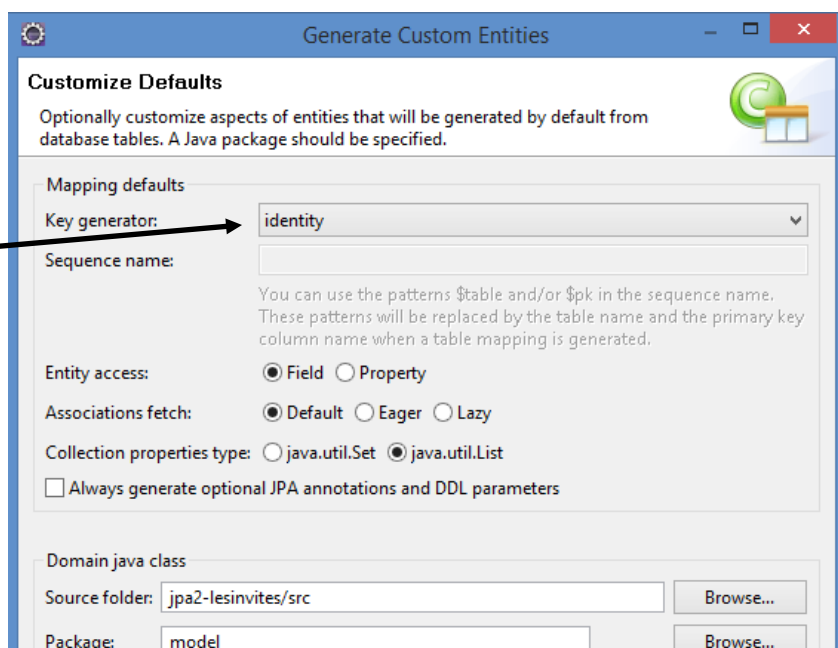 Generate Custom Entities
Customize Defaults
Optionally customize aspects of entities that will be generated by default from
database tables. A Java package should be specified.
Mapping defaults
Key generator: identity
Sequence name:
You can use the patterns $table and/or $pk in the sequence name.
These patterns will be replaced by the table name and the primary key
column name when a table mapping is generated.
Entity access: Field Property
Associations fetch: Default Eager Lazy
Collection properties type: java.util.Set java.util.List
Always generate optional JPA annotations and DDL parameters
Domain java class
Source folder: jpa2-lesinvites/src Browse...
Package: model Browse...